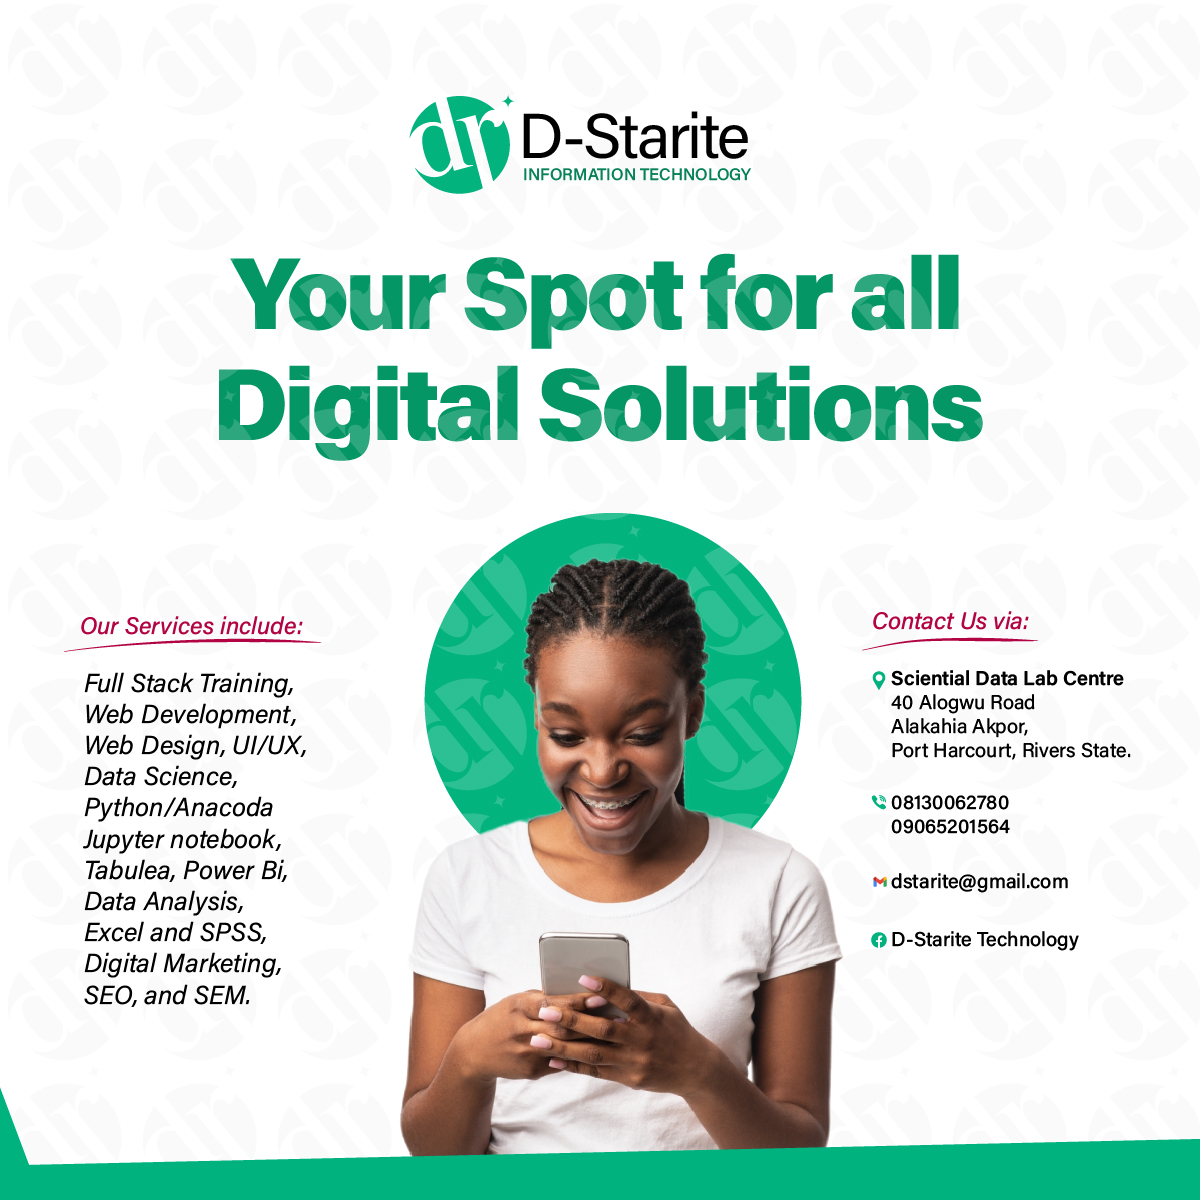 dr
D-Starite
INFORMATION TECHNOLOGY
Your Spot for all
Digital Solutions
Our Services include:
Full Stack Training,
Web Development,
Web Design, UI/UX,
Data Science,
Python/Anacoda
Jupyter notebook,
Tabulea, Power Bi,
Data Analysis,
Excel and SPSS,
Digital Marketing,
SEO, and SEM.
Contact Us via:
Sciential Data Lab Centre
40 Alogwu Road
Alakahia Akpor,
Port Harcourt, Rivers State.
08130062780
09065201564
dstarite@gmail.com
D-Starite Technology